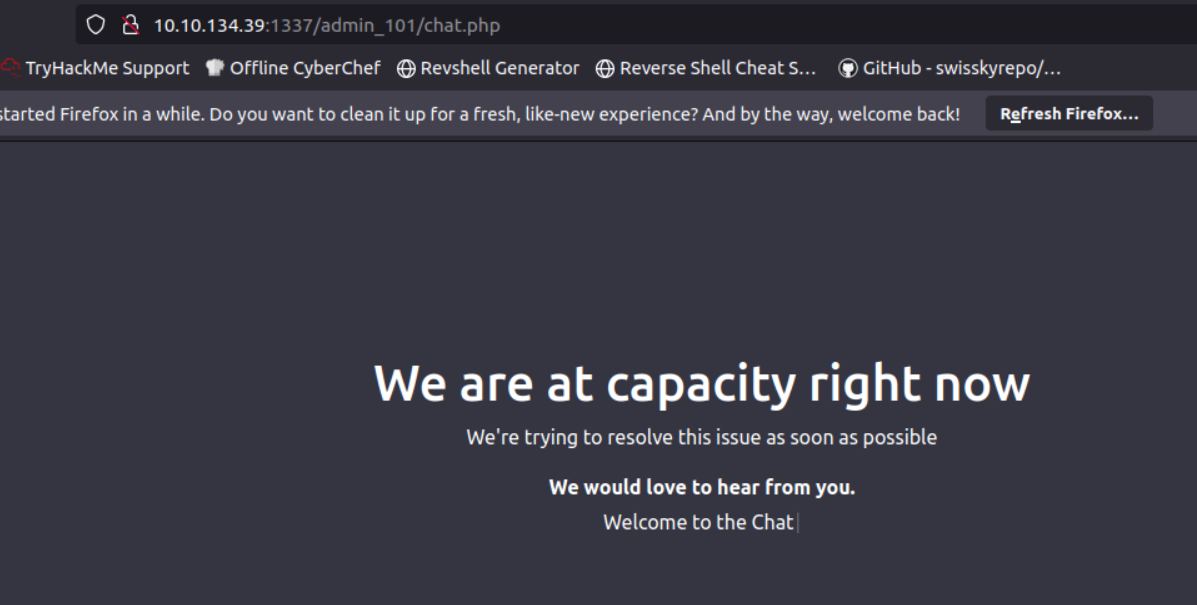 10.10.134.39:1337/admin_101/chat.php
TryHackMe Support Offline CyberChef Revshell Generator Reverse Shell Cheat S... GitHub - swisskyrepo/...
started Firefox in a while. Do you want to clean it up for a fresh, like-new experience? And by the way, welcome back! Refresh Firefox...
We are at capacity right now
We're trying to resolve this issue as soon as possible
We would love to hear from you.
Welcome to the Chat